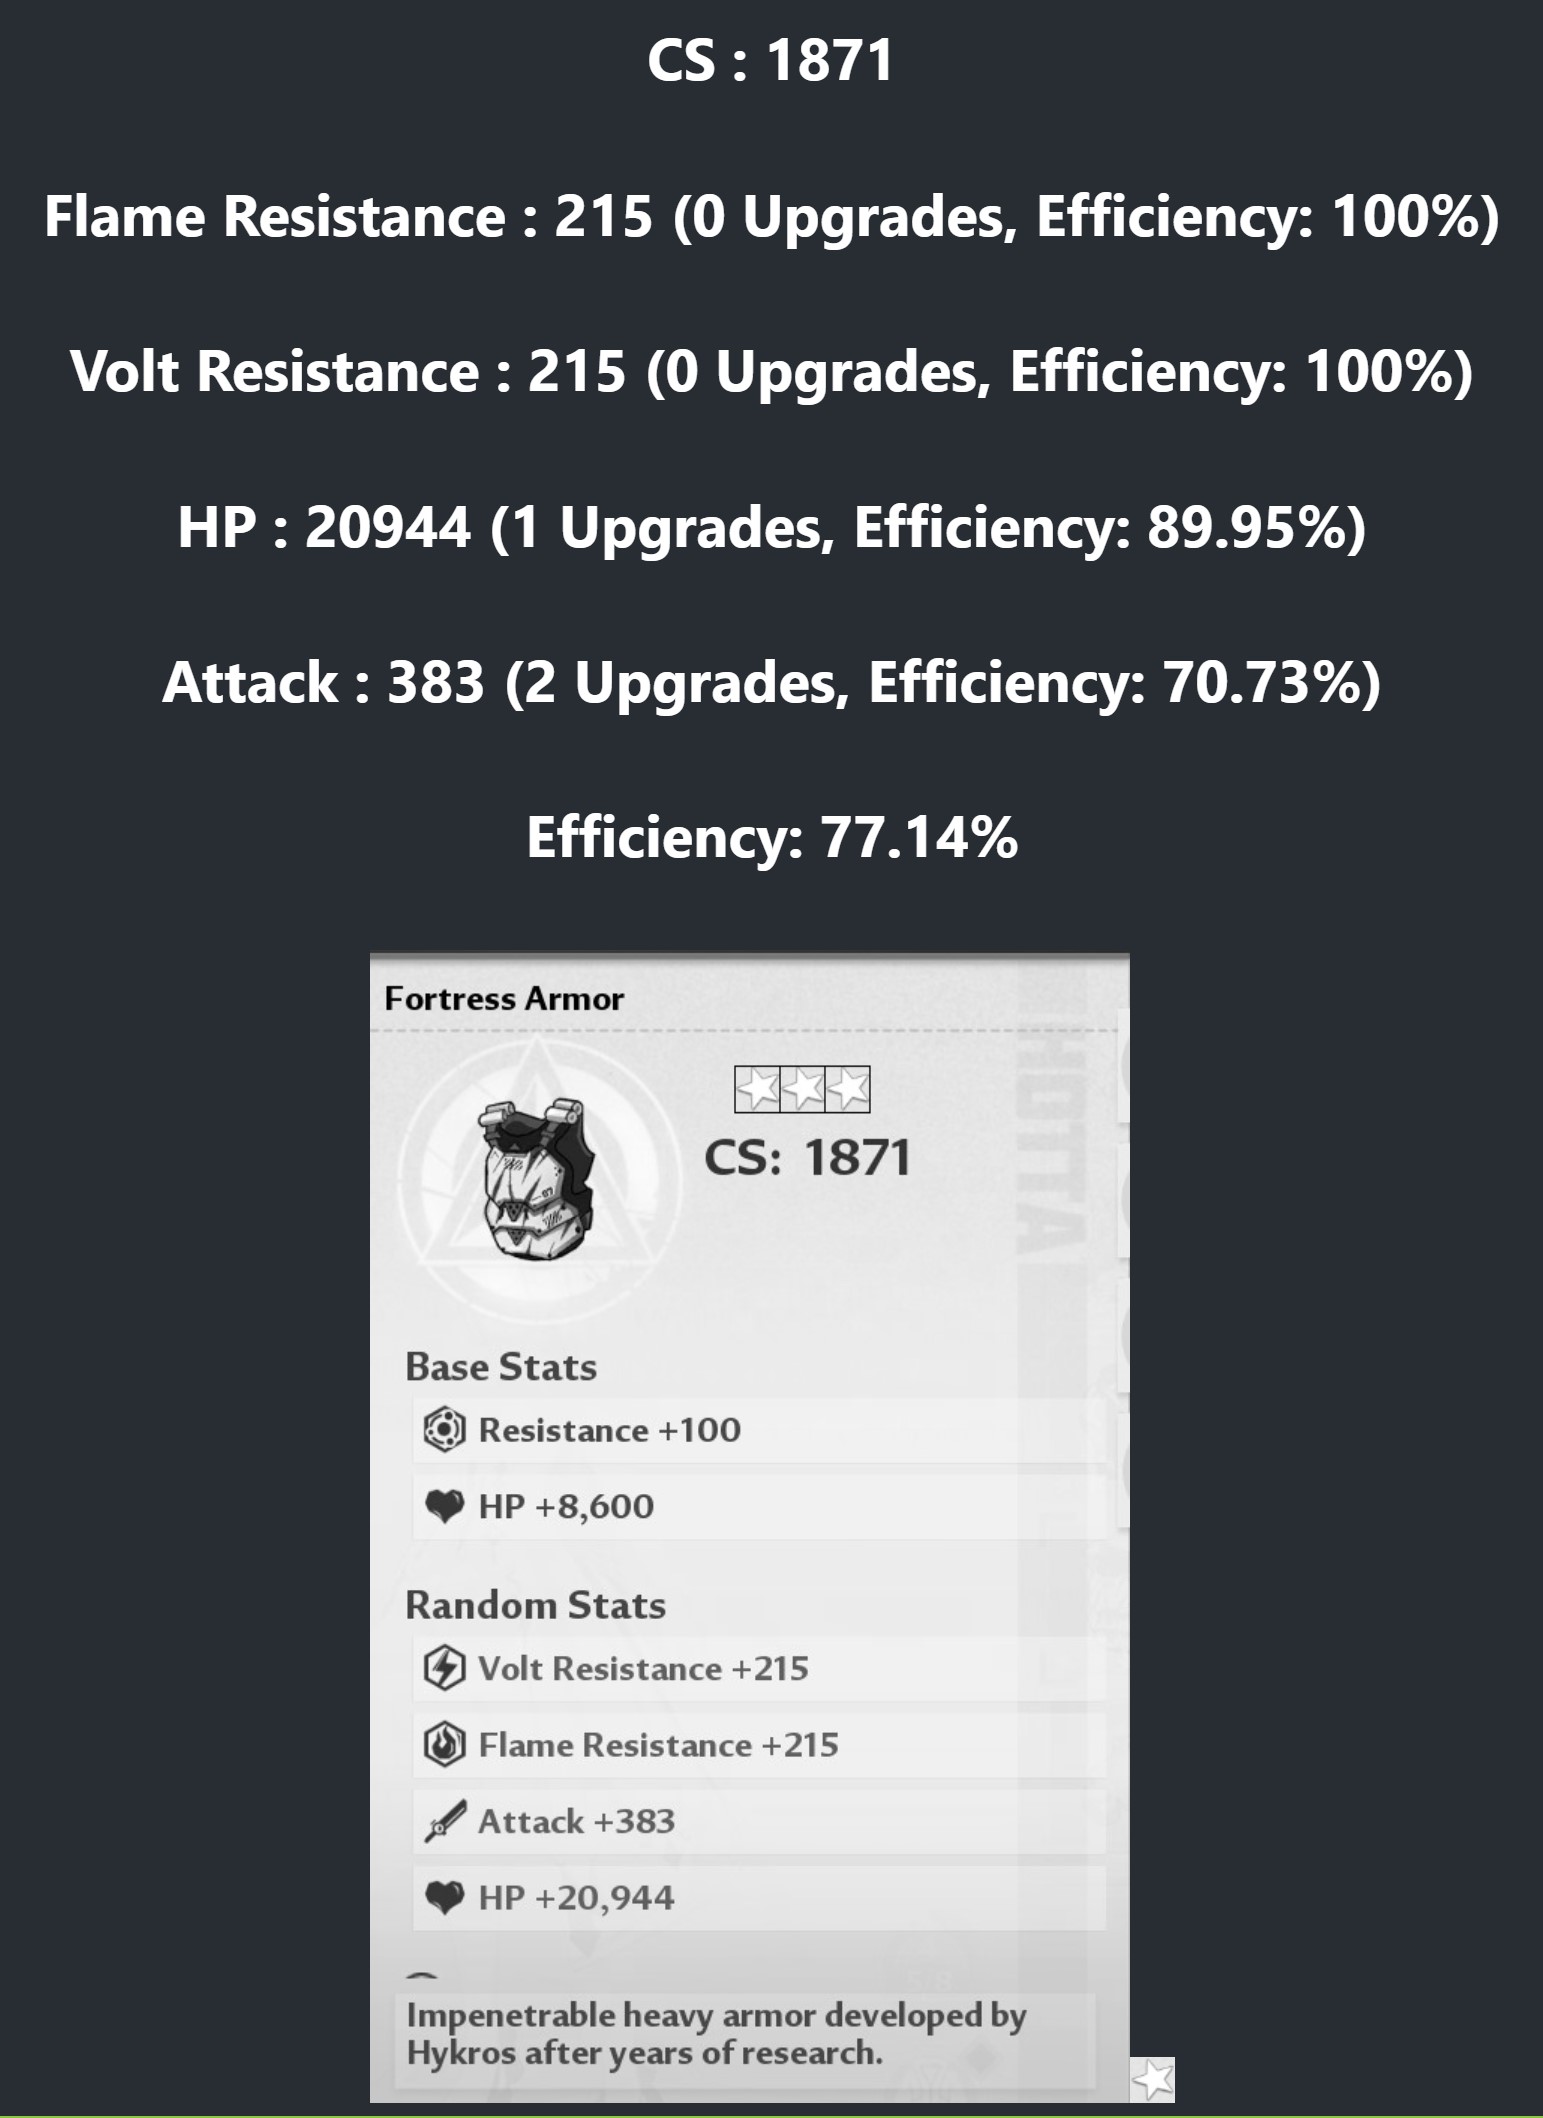 CS : 1871
Flame Resistance : 215 (0 Upgrades, Efficiency: 100%)
Volt Resistance : 215 (0 Upgrades, Efficiency: 100%)
HP : 20944 (1 Upgrades, Efficiency: 89.95%)
Attack : 383 (2 Upgrades, Efficiency: 70.73%)
Efficiency: 77.14%
Fortress Armor
HOTTA
CS: 1871
Base Stats
Resistance +100
HP +8,600
Random Stats
Volt Resistance +215
Flame Resistance +215
Attack +383
HP +20,944
Impenetrable heavy armor developed by
Hykros after years of research.